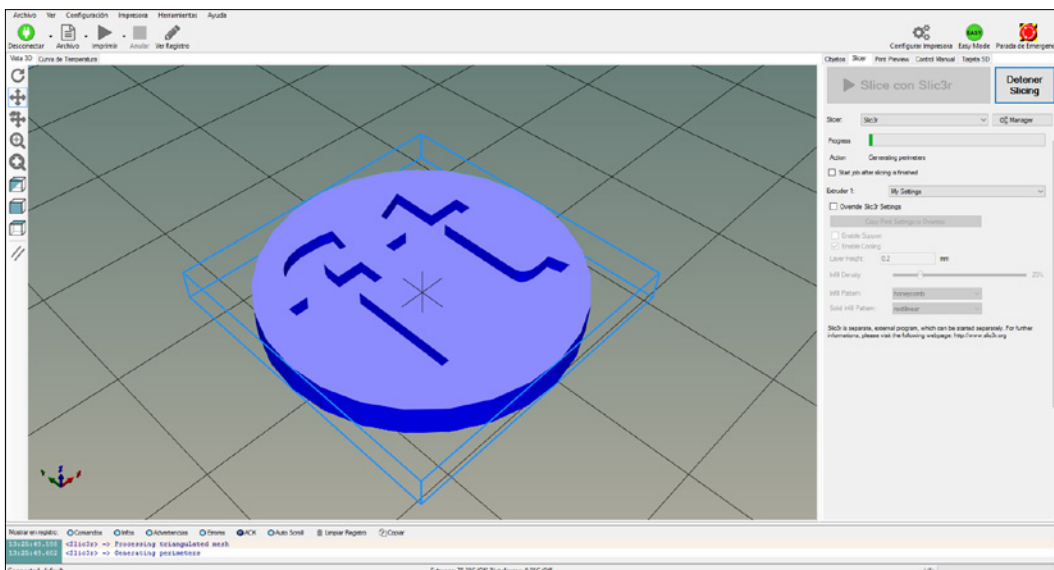 Archivo Ver Configuración Impresora Herramientas Ayuda
Desconectar Archivo Imprimir Anular Ver Registro
Configurar Impresora Easy Mode Parada de Emergencia
EASY
Vista 3D Curva de Temperatura
Objetos Slicer Print Preview Control Manual Tarjeta SD
Slice con Slic3r
Detener Slicing
Slicer: Slic3r Manager
Progress
Action: Generating perimeters
Start job after slicing is finished
Extruder 1: My Settings
Override Slic3r Settings
Copy Print Settings to Override
Enable Support
Enable Cooling
Layer Height: 0.2 mm
Infill Density 20%
Infill Pattern: honeycomb
Solid Infill Pattern: rectilinear
Slic3r is separate, external program, which can be started separately. For further
informations, please visit the following webpage: http://www.slic3r.org
Mostrar en registro: Comandos Infos Advertencias Errores ACK Auto Scroll Limpiar Registro Copiar
<Slic3r> => Processing triangulated mesh
<Slic3r> => Generating perimeters